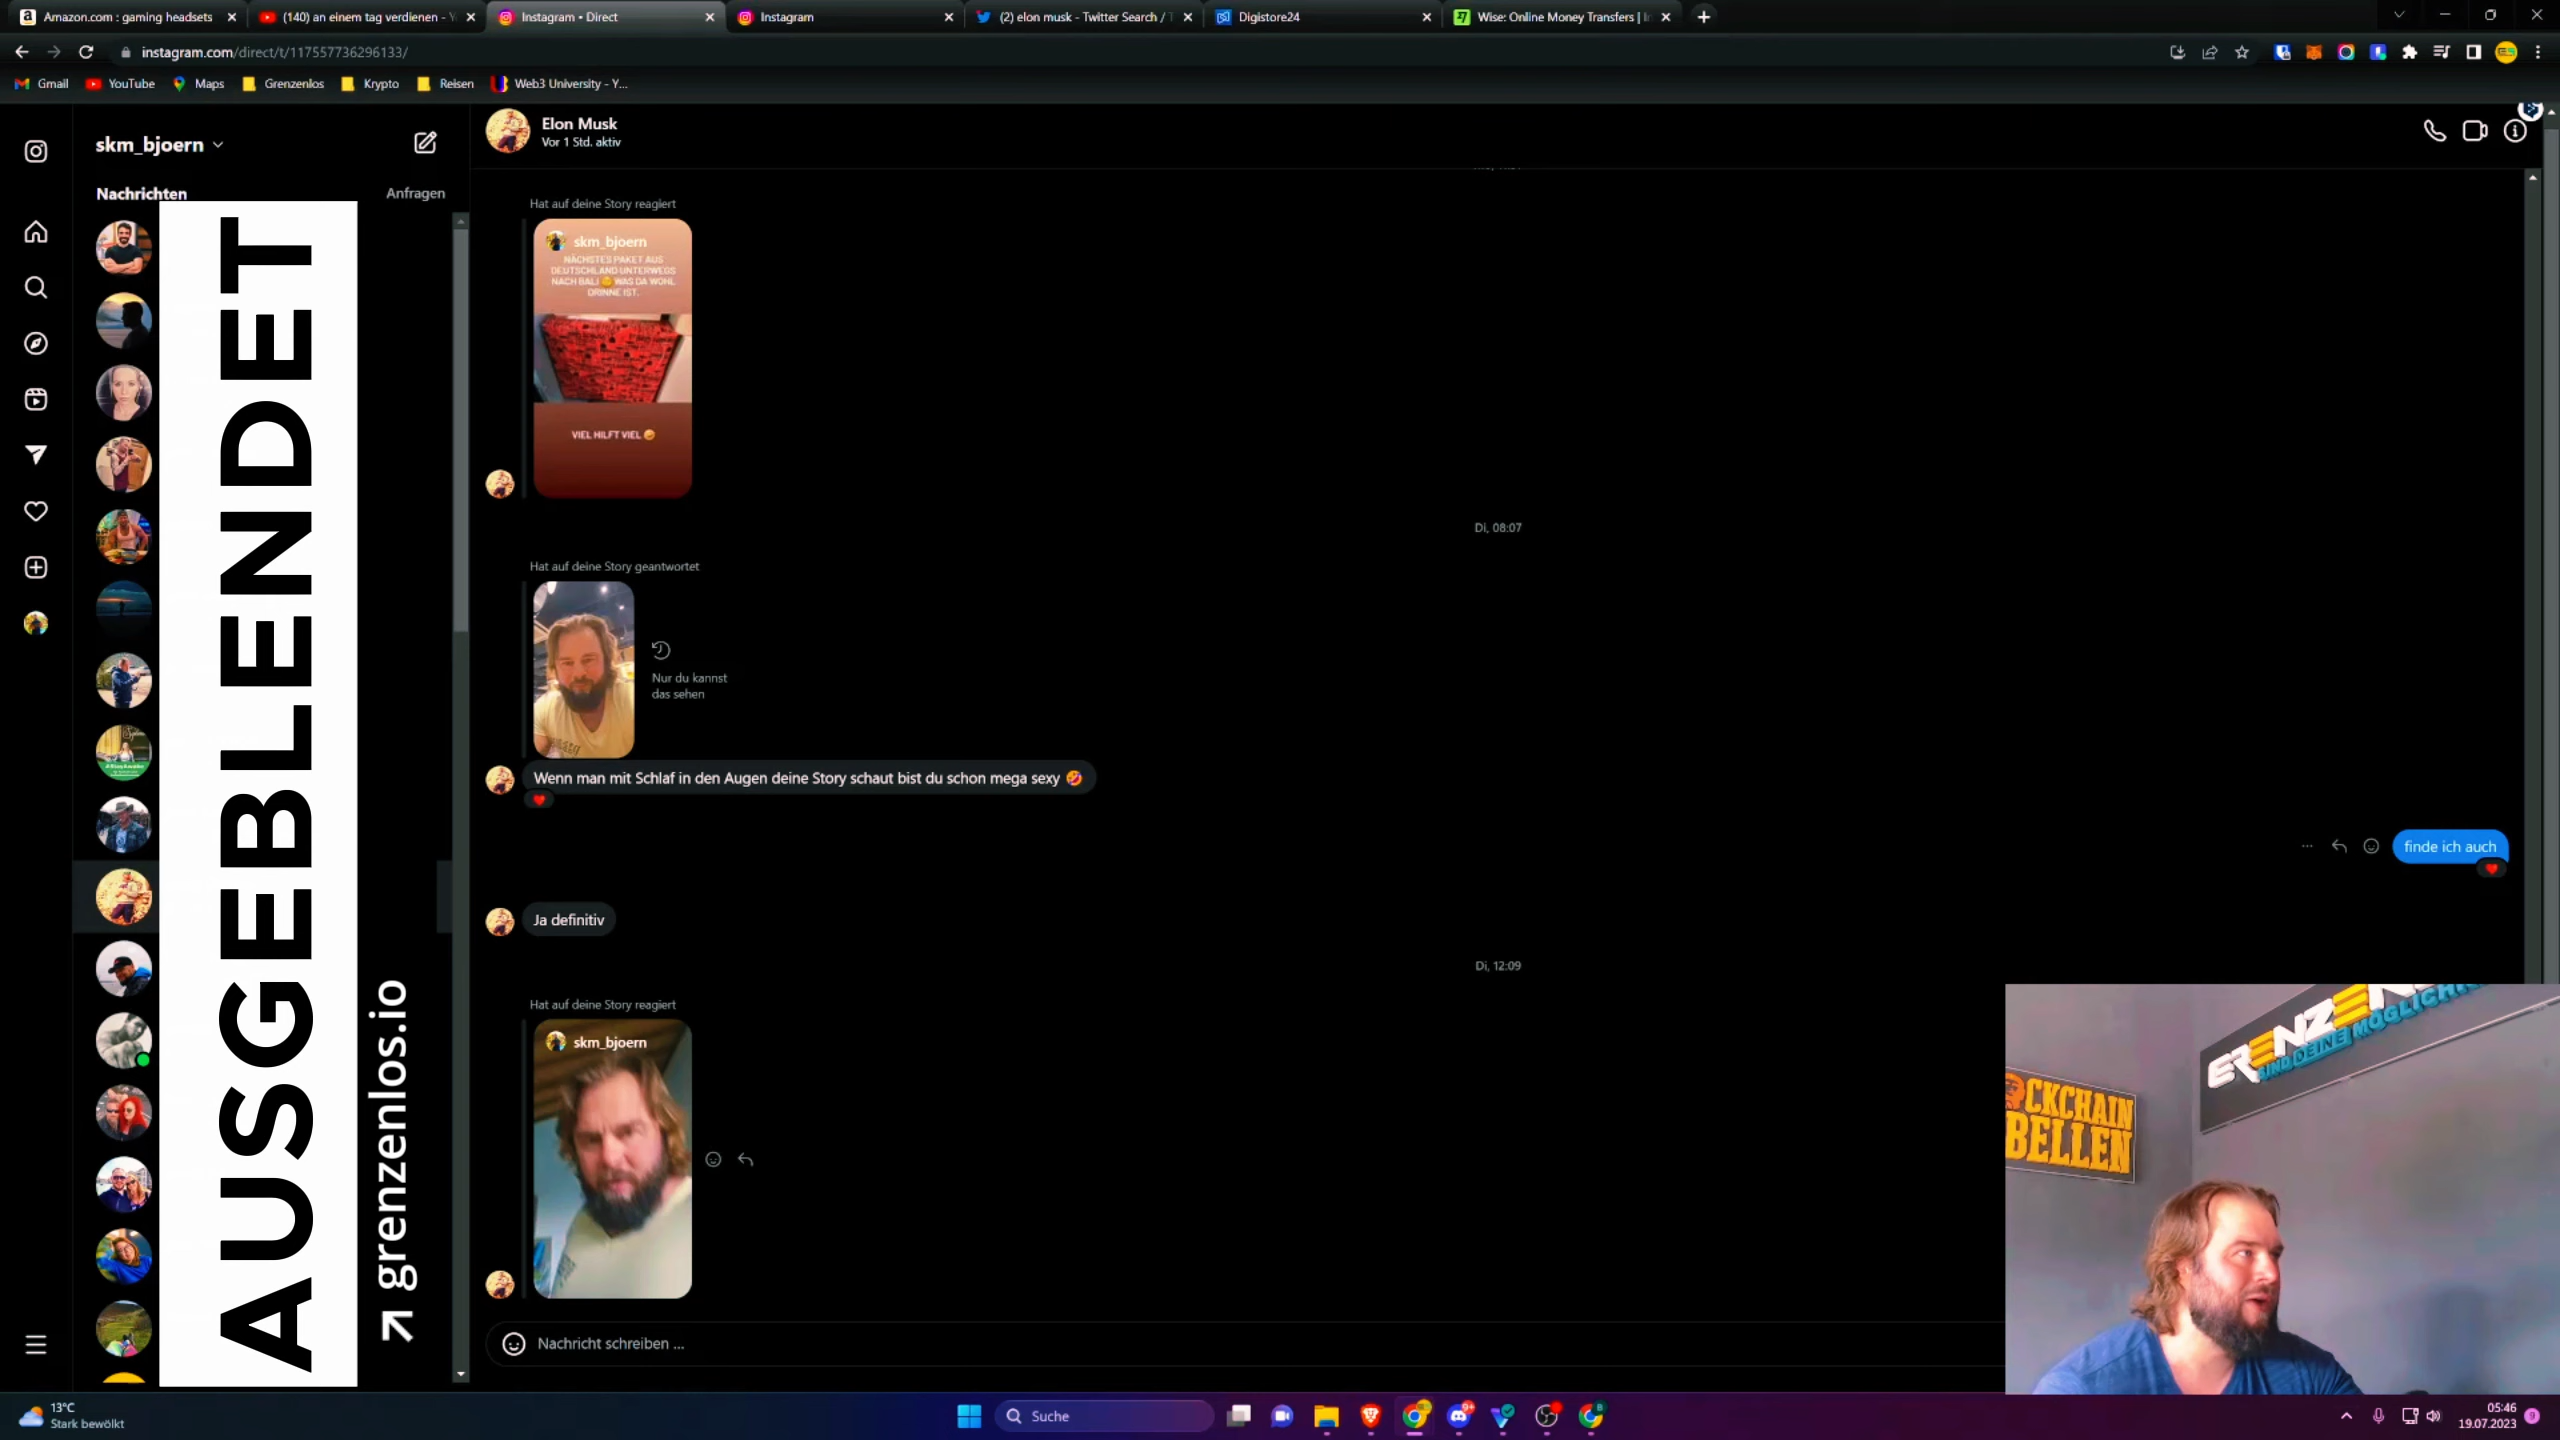 Amazon.com : gaming headsets
(140) an einem tag verdienen -
Instagram • Direct
Instagram
(2) elon musk - Twitter Search /
Digistore24
Wise: Online Money Transfers |
instagram.com/direct/t/117557736296133/
Gmail
YouTube
Maps
Grenzenlos
Krypto
Reisen
Web3 University - Y...
skm_bjoern
Nachrichten
Anfragen
AUSGEBLENDET
grenzenlos.io
Elon Musk
Vor 1 Std. aktiv
Hat auf deine Story reagiert
skm_bjoern
NÄCHSTES PAKET AUS
DEUTSCHLAND UNTERWEGS
NACH BALI 🤔 WAS DA WOHL
DRINNE IST.
VIEL HILFT VIEL
Di, 08:07
Hat auf deine Story geantwortet
Nur du kannst
das sehen
Wenn man mit Schlaf in den Augen deine Story schaut bist du schon mega sexy 🤣
finde ich auch
Ja definitiv
Di, 12:09
Hat auf deine Story reagiert
skm_bjoern
Nachricht schreiben ...
SIND DEINE
CKCHAIN
BELLEN
13°C
Stark bewölkt
Suche
05:46
19.07.2023